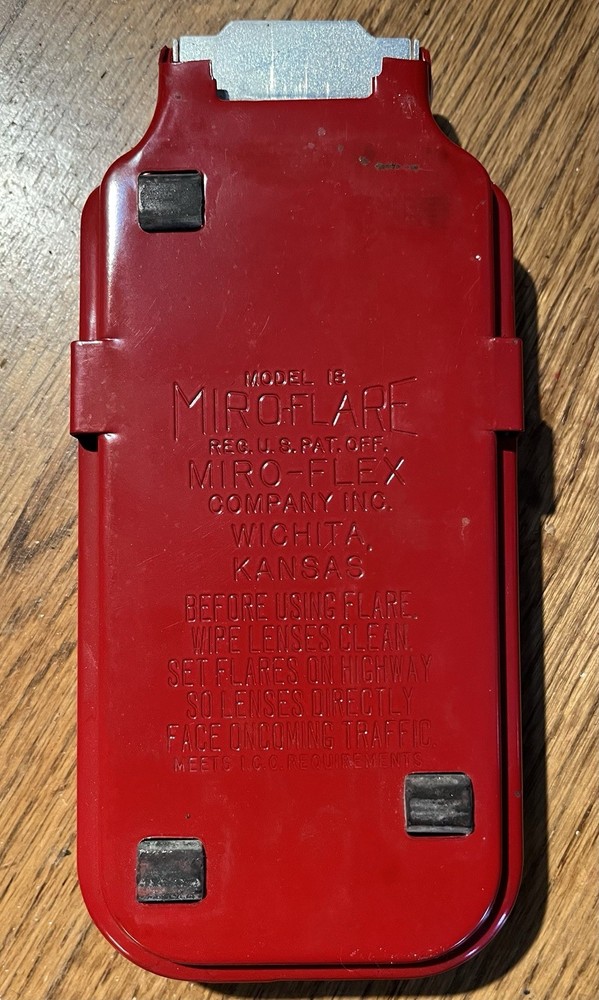 MODEL 1B
MIRO-FLARE
REG. U.S. PAT. OFF.
MIRO-FLEX
COMPANY INC.
WICHITA,
KANSAS
BEFORE USING FLARE,
WIPE LENSES CLEAN.
SET FLARES ON HIGHWAY
SO LENSES DIRECTLY
FACE ONCOMING TRAFFIC.
MEETS I.C.C. REQUIREMENTS